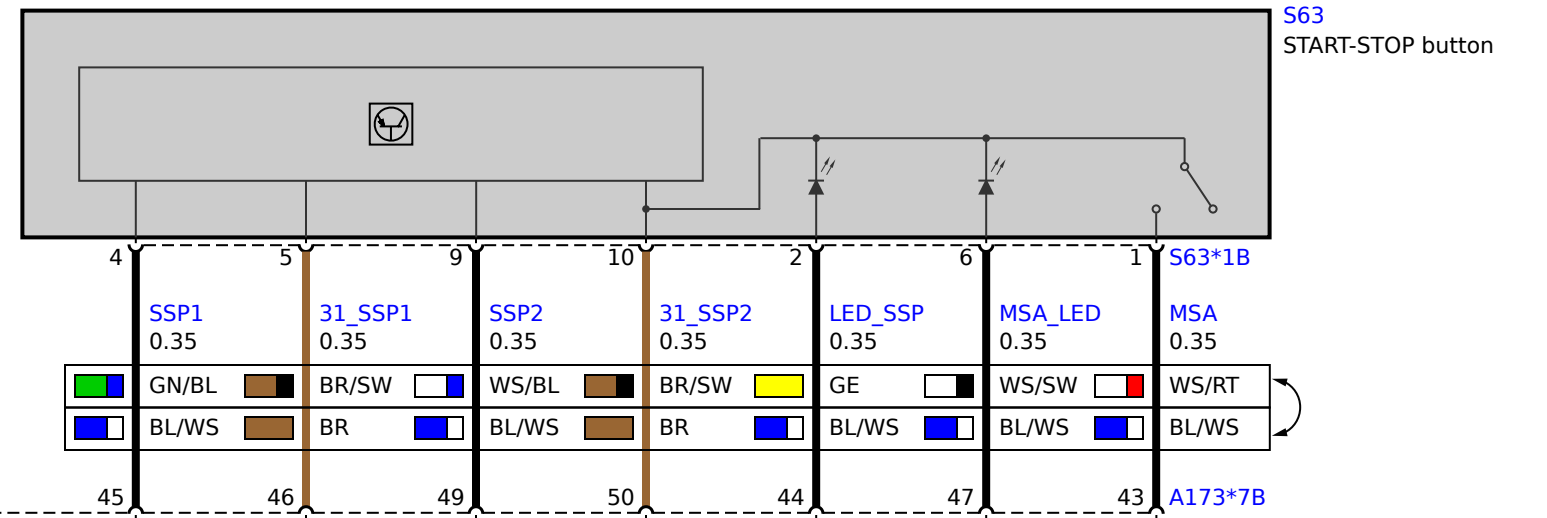 S63
START-STOP button
4 5 9 10 2 6 1 S63*1B
SSP1 31_SSP1 SSP2 31_SSP2 LED_SSP MSA_LED MSA
0.35 0.35 0.35 0.35 0.35 0.35 0.35
GN/BL BR/SW WS/BL BR/SW GE WS/SW WS/RT
BL/WS BR BL/WS BR BL/WS BL/WS BL/WS
45 46 49 50 44 47 43 A173*7B